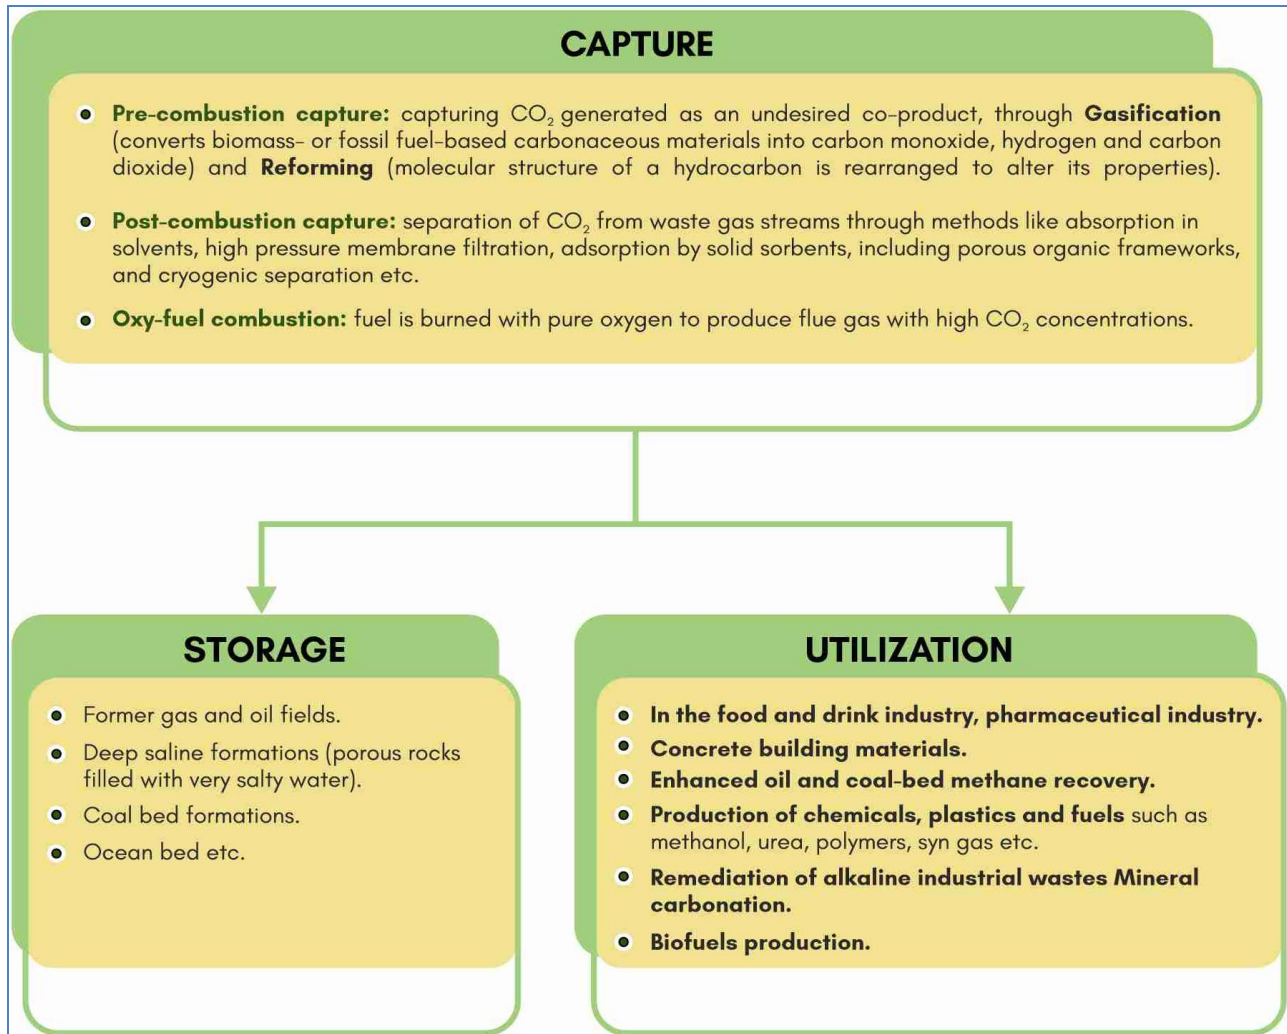 CAPTURE
Pre-combustion capture: capturing CO₂ generated as an undesired co-product, through Gasification
(converts biomass- or fossil fuel-based carbonaceous materials into carbon monoxide, hydrogen and carbon
dioxide) and Reforming (molecular structure of a hydrocarbon is rearranged to alter its properties).
Post-combustion capture: separation of CO₂ from waste gas streams through methods like absorption in
solvents, high pressure membrane filtration, adsorption by solid sorbents, including porous organic frameworks,
and cryogenic separation etc.
Oxy-fuel combustion: fuel is burned with pure oxygen to produce flue gas with high CO₂ concentrations.
STORAGE
Former gas and oil fields.
Deep saline formations (porous rocks
filled with very salty water).
Coal bed formations.
Ocean bed etc.
UTILIZATION
In the food and drink industry, pharmaceutical industry.
Concrete building materials.
Enhanced oil and coal-bed methane recovery.
Production of chemicals, plastics and fuels such as
methanol, urea, polymers, syn gas etc.
Remediation of alkaline industrial wastes Mineral
carbonation.
Biofuels production.